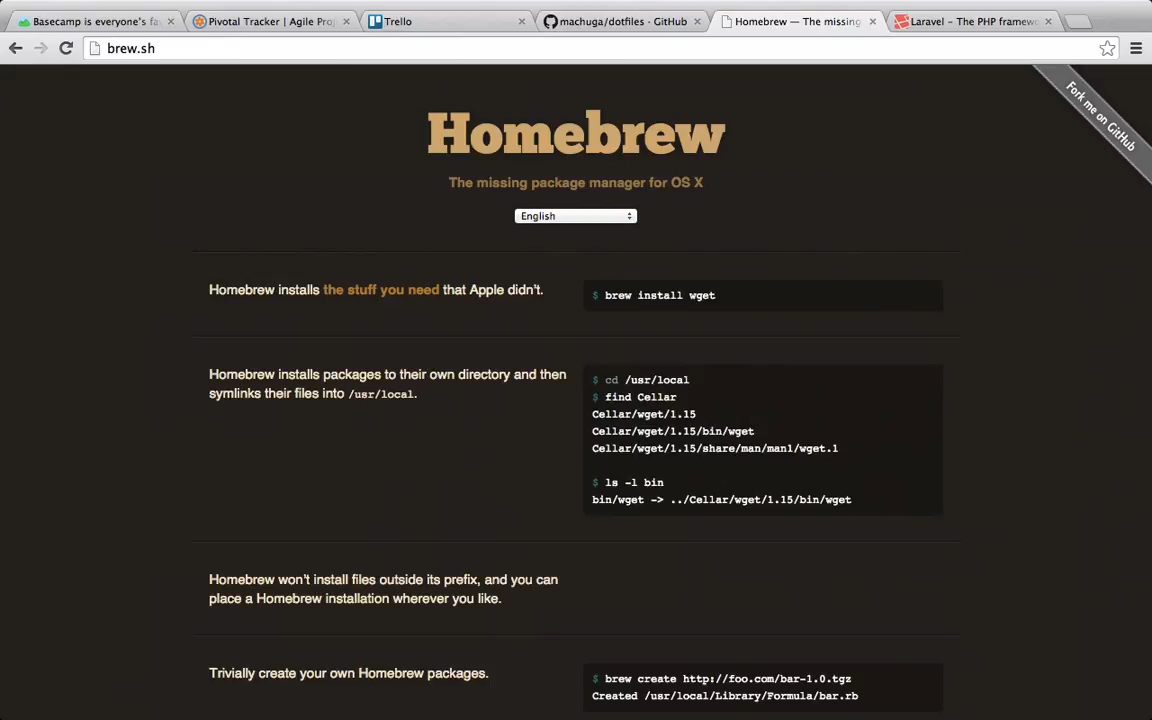 Basecamp is everyone's fa
Pivotal Tracker | Agile Proj
Trello
machuga/dotfiles · GitHub
Homebrew — The missing
Laravel - The PHP framewo
brew.sh
Fork me on GitHub
Homebrew
The missing package manager for OS X
English
Homebrew installs the stuff you need that Apple didn't.
$ brew install wget
Homebrew installs packages to their own directory and then
symlinks their files into /usr/local.
$ cd /usr/local
$ find Cellar
Cellar/wget/1.15
Cellar/wget/1.15/bin/wget
Cellar/wget/1.15/share/man/man1/wget.1
$ ls -l bin
bin/wget -> ../Cellar/wget/1.15/bin/wget
Homebrew won't install files outside its prefix, and you can
place a Homebrew installation wherever you like.
Trivially create your own Homebrew packages.
$ brew create http://foo.com/bar-1.0.tgz
Created /usr/local/Library/Formula/bar.rb